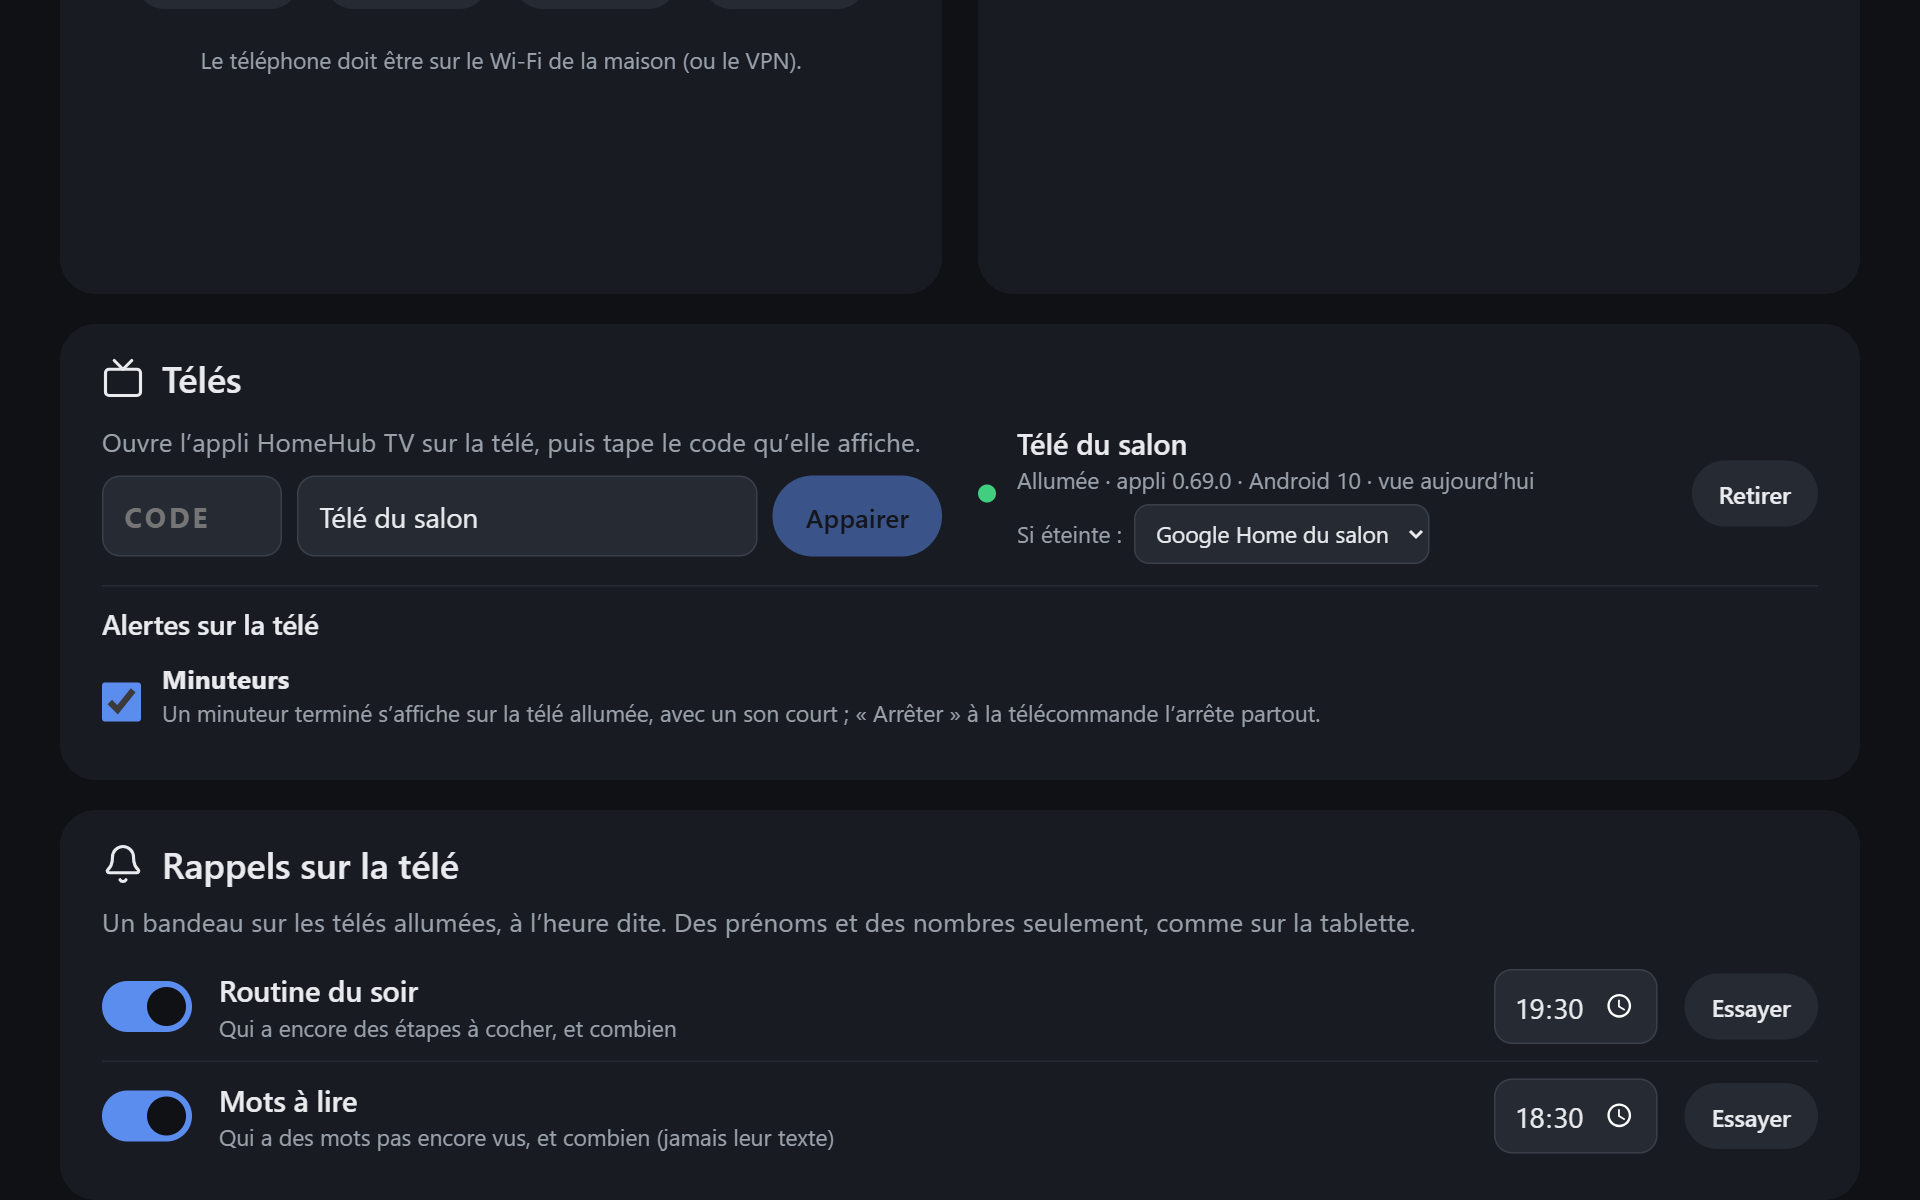 Le téléphone doit être sur le Wi-Fi de la maison (ou le VPN).
Télés
Ouvre l’appli HomeHub TV sur la télé, puis tape le code qu’elle affiche.
CODE
Télé du salon
Appairer
Télé du salon
Allumée · appli 0.69.0 · Android 10 · vue aujourd’hui
Si éteinte :
Google Home du salon
Retirer
Alertes sur la télé
Minuteurs
Un minuteur terminé s’affiche sur la télé allumée, avec un son court ; « Arrêter » à la télécommande l’arrête partout.
Rappels sur la télé
Un bandeau sur les télés allumées, à l’heure dite. Des prénoms et des nombres seulement, comme sur la tablette.
Routine du soir
Qui a encore des étapes à cocher, et combien
19:30
Essayer
Mots à lire
Qui a des mots pas encore vus, et combien (jamais leur texte)
18:30
Essayer